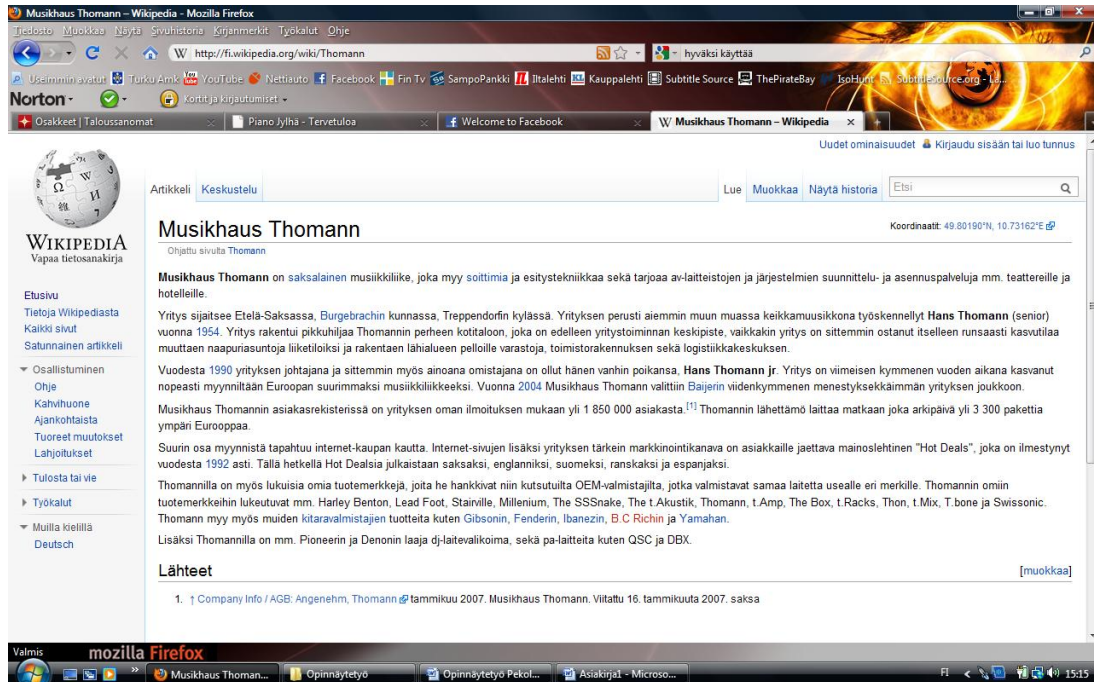 Musikhaus Thomann – Wikipedia - Mozilla Firefox
Tiedosto Muokkaa Näytä Sivuhistoria Kirjanmerkit Työkalut Ohje
http://fi.wikipedia.org/wiki/Thomann
hyväksi käyttää
Useimmin avatut Turku Amk YouTube Nettiauto Facebook Fin Tv SampoPankki Iltalehti Kauppalehti Subtitle Source ThePirateBay IsoHunt SubtitleSource.org - La...
Norton Kortit ja kirjautumiset
Osakkeet | Taloussanomat Piano Jylhä - Tervetuloa Welcome to Facebook Musikhaus Thomann – Wikipedia
Uudet ominaisuudet Kirjaudu sisään tai luo tunnus
Artikkeli Keskustelu Lue Muokkaa Näytä historia Etsi
WIKIPEDIA
Vapaa tietosanakirja
Etusivu
Tietoja Wikipediasta
Kaikki sivut
Satunnainen artikkeli
Osallistuminen
Ohje
Kahvihuone
Ajankohtaista
Tuoreet muutokset
Lahjoitukset
Tulosta tai vie
Työkalut
Muilla kielillä
Deutsch
Musikhaus Thomann
Koordinaatit: 49.80190°N, 10.73162°E
Ohjattu sivulta Thomann
Musikhaus Thomann on saksalainen musiikkiliike, joka myy soittimia ja esitystekniikkaa sekä tarjoaa av-laitteistojen ja järjestelmien suunnittelu- ja asennuspalveluja mm. teattereille ja
hotelleille.
Yritys sijaitsee Etelä-Saksassa, Burgebrachin kunnassa, Treppendorfin kylässä. Yrityksen perusti aiemmin muun muassa keikkamuusikkona työskennellyt Hans Thomann (senior)
vuonna 1954. Yritys rakentui pikkuhiljaa Thomannin perheen kotitaloon, joka on edelleen yritystoiminnan keskipiste, vaikkakin yritys on sittemmin ostanut itselleen runsaasti kasvutilaa
muuttaen naapuriasuntoja liiketiloiksi ja rakentaen lähialueen pelloille varastoja, toimistorakennuksen sekä logistiikkakeskuksen.
Vuodesta 1990 yrityksen johtajana ja sittemmin myös ainoana omistajana on ollut hänen vanhin poikansa, Hans Thomann jr. Yritys on viimeisen kymmenen vuoden aikana kasvanut
nopeasti myynniltään Euroopan suurimmaksi musiikkiliikkeeksi. Vuonna 2004 Musikhaus Thomann valittiin Baijerin viidenkymmenen menestyksekkäimmän yrityksen joukkoon.
Musikhaus Thomannin asiakasrekisterissä on yrityksen oman ilmoituksen mukaan yli 1 850 000 asiakasta.[1] Thomannin lähettämö laittaa matkaan joka arkipäivä yli 3 300 pakettia
ympäri Eurooppaa.
Suurin osa myynnistä tapahtuu internet-kaupan kautta. Internet-sivujen lisäksi yrityksen tärkein markkinointikanava on asiakkaille jaettava mainoslehtinen "Hot Deals", joka on ilmestynyt
vuodesta 1992 asti. Tällä hetkellä Hot Dealsia julkaistaan saksaksi, englanniksi, suomeksi, ranskaksi ja espanjaksi.
Thomannilla on myös lukuisia omia tuotemerkkejä, joita he hankkivat niin kutsutuilta OEM-valmistajilta, jotka valmistavat samaa laitetta usealle eri merkille. Thomannin omiin
tuotemerkkeihin lukeutuvat mm. Harley Benton, Lead Foot, Stairville, Millenium, The SSSnake, The t.Akustik, Thomann, t.Amp, The Box, t.Racks, Thon, t.Mix, T.bone ja Swissonic.
Thomann myy myös muiden kitaravalmistajien tuotteita kuten Gibsonin, Fenderin, Ibanezin, B.C Richin ja Yamahan.
Lisäksi Thomannilla on mm. Pioneerin ja Denonin laaja dj-laitevalikoima, sekä pa-laitteita kuten QSC ja DBX.
Lähteet [muokkaa]
1. ↑ Company Info / AGB: Angenehm, Thomann tammikuu 2007. Musikhaus Thomann. Viitattu 16. tammikuuta 2007. saksa
Valmis mozilla Firefox
Musikhaus Thoman... Opinnäytetyö Opinnäytetyö Pekol... Asiakirja1 - Microso... FI 15:15